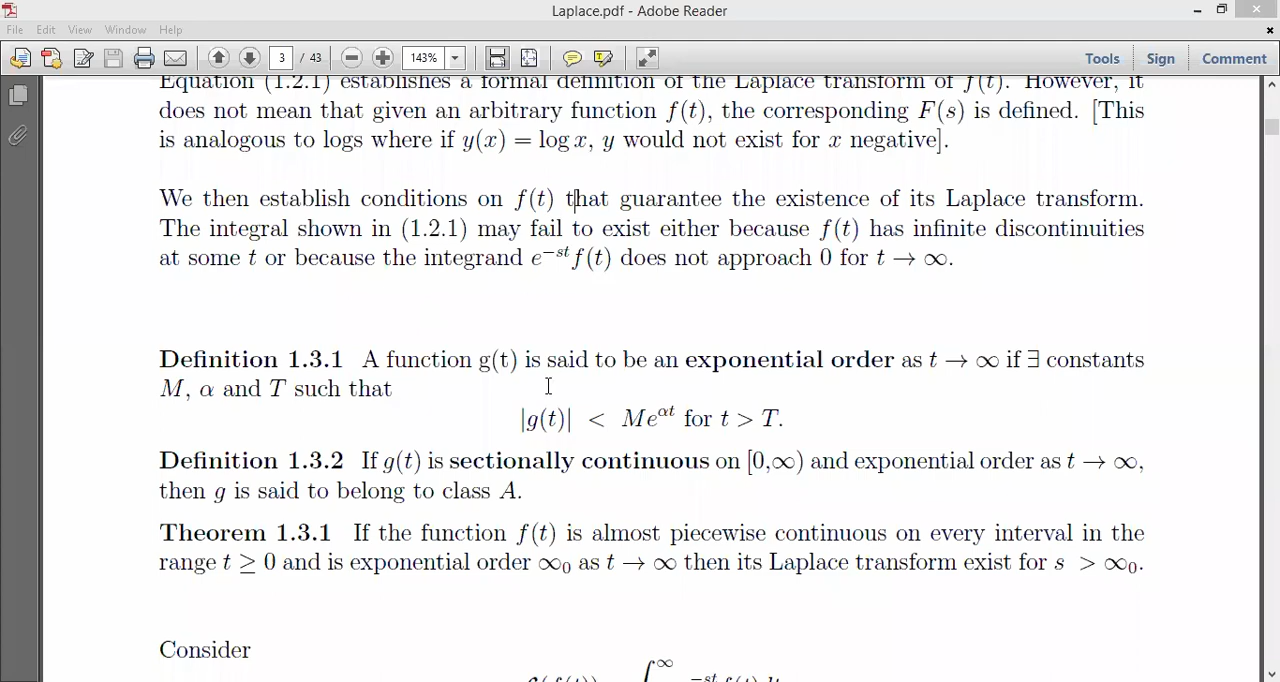 Laplace.pdf - Adobe Reader
File Edit View Window Help
3 / 43 143% Tools Sign Comment
Equation (1.2.1) establishes a formal definition of the Laplace transform of f(t). However, it
does not mean that given an arbitrary function f(t), the corresponding F(s) is defined. [This
is analogous to logs where if y(x) = log x, y would not exist for x negative].
We then establish conditions on f(t) that guarantee the existence of its Laplace transform.
The integral shown in (1.2.1) may fail to exist either because f(t) has infinite discontinuities
at some t or because the integrand e^{-st}f(t) does not approach 0 for t → ∞.
Definition 1.3.1 A function g(t) is said to be an exponential order as t → ∞ if ∃ constants
M, α and T such that
|g(t)| < Me^{αt} for t > T.
Definition 1.3.2 If g(t) is sectionally continuous on [0,∞) and exponential order as t → ∞,
then g is said to belong to class A.
Theorem 1.3.1 If the function f(t) is almost piecewise continuous on every interval in the
range t ≥ 0 and is exponential order ∞₀ as t → ∞ then its Laplace transform exist for s > ∞₀.
Consider